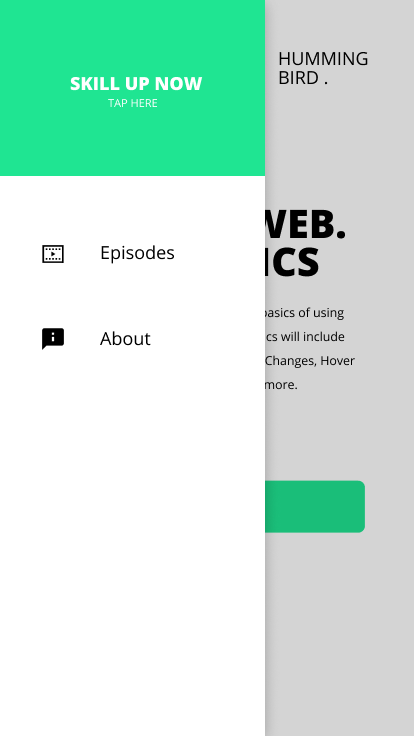 SKILL UP NOW
TAP HERE
Episodes
About
HUMMING
BIRD .
WEB.
ICS
basics of using
cs will include
Changes, Hover
more.